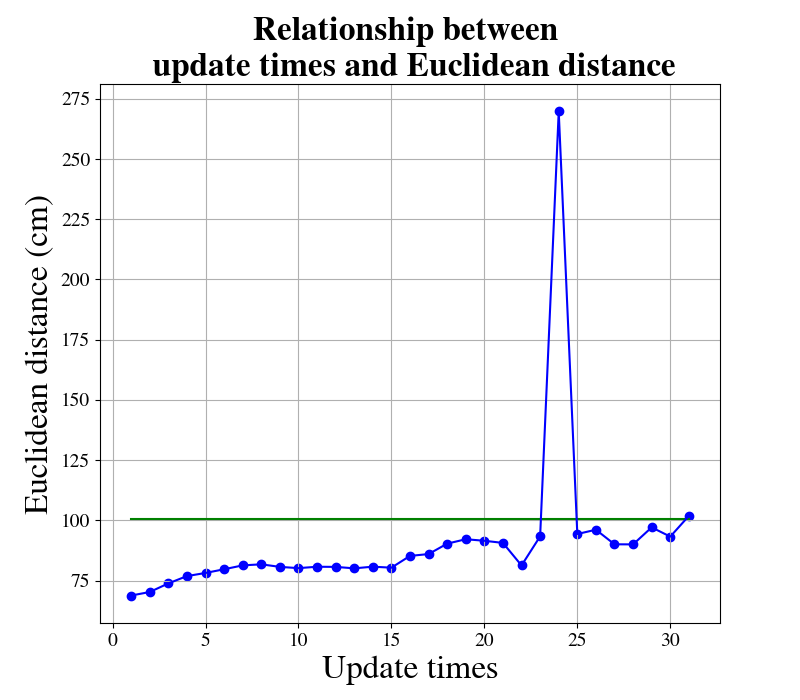 Relationship between
update times and Euclidean distance
Euclidean distance (cm)
275
250
225
200
175
150
125
100
75
0 5 10 15 20 25 30
Update times